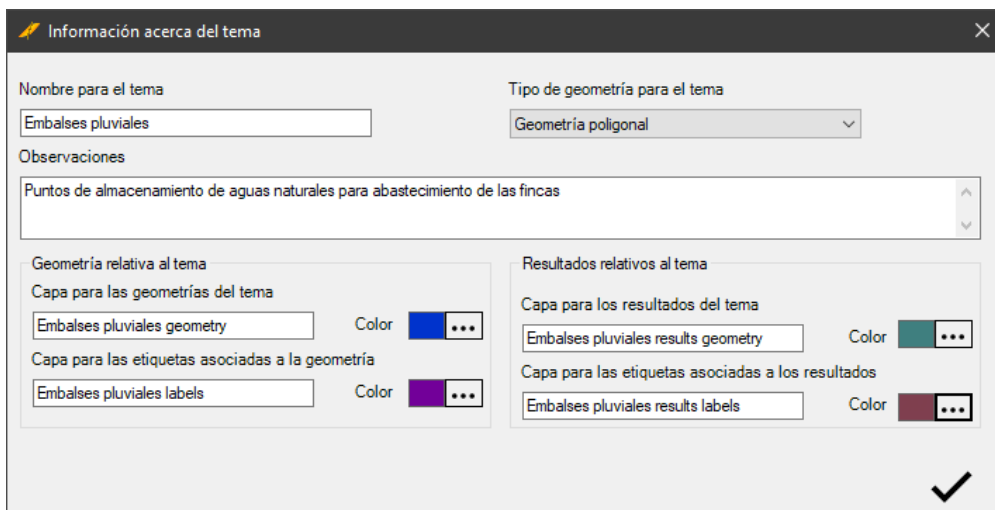 Información acerca del tema
Nombre para el tema
Tipo de geometría para el tema
Embalses pluviales
Geometría poligonal
Observaciones
Puntos de almacenamiento de aguas naturales para abastecimiento de las fincas
Geometría relativa al tema
Capa para las geometrías del tema
Embalses pluviales geometry
Color
...
Capa para las etiquetas asociadas a la geometría
Embalses pluviales labels
Color
...
Resultados relativos al tema
Capa para los resultados del tema
Embalses pluviales results geometry
Color
...
Capa para las etiquetas asociadas a los resultados
Embalses pluviales results labels
Color
...